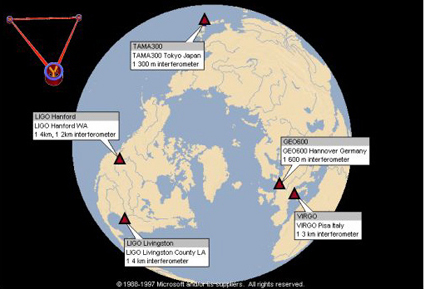 TAMA300
TAMA300 Tokyo Japan
1 300 m interferometer
LIGO Hanford
LIGO Hanford WA
1 4km, 1 2km interferometer
GEO600
GEO600 Hannover Germany
1 600 m interferometer
VIRGO
VIRGO Pisa Italy
1 3 km interferometer
LIGO Livingston
LIGO Livingston County LA
1 4 km interferometer
© 1988-1997 Microsoft and/or its suppliers. All rights reserved.
Y